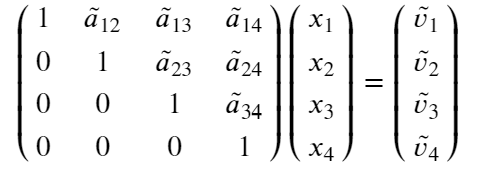 1 ã₁₂ ã₁₃ ã₁₄ x₁ ṽ₁
0 1 ã₂₃ ã₂₄ x₂ = ṽ₂
0 0 1 ã₃₄ x₃ ṽ₃
0 0 0 1 x₄ ṽ₄